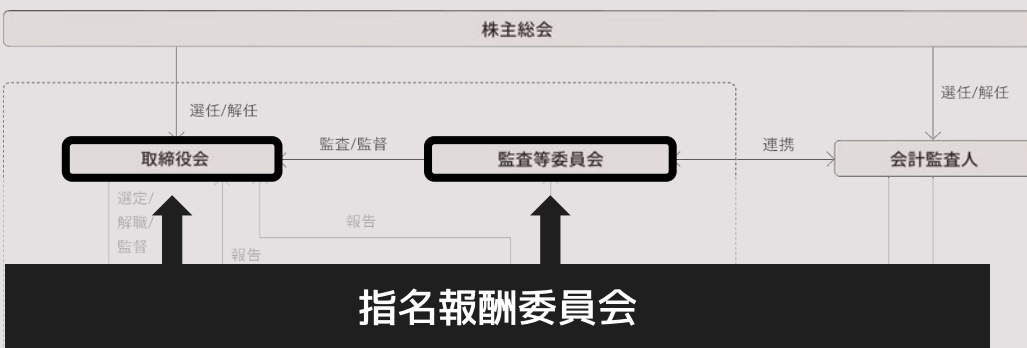 株主総会
選任/解任
選任/解任
取締役会
監査/監督
監査等委員会
連携
会計監査人
選定/
解職/
監督
報告
報告
指名報酬委員会